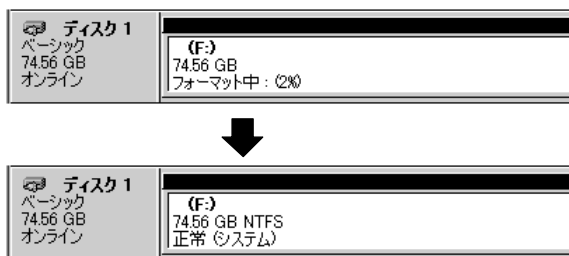 ディスク 1
ベーシック
74.56 GB
オンライン
(F:)
74.56 GB
フォーマット中 : (2%)
ディスク 1
ベーシック
74.56 GB
オンライン
(F:)
74.56 GB NTFS
正常 (システム)